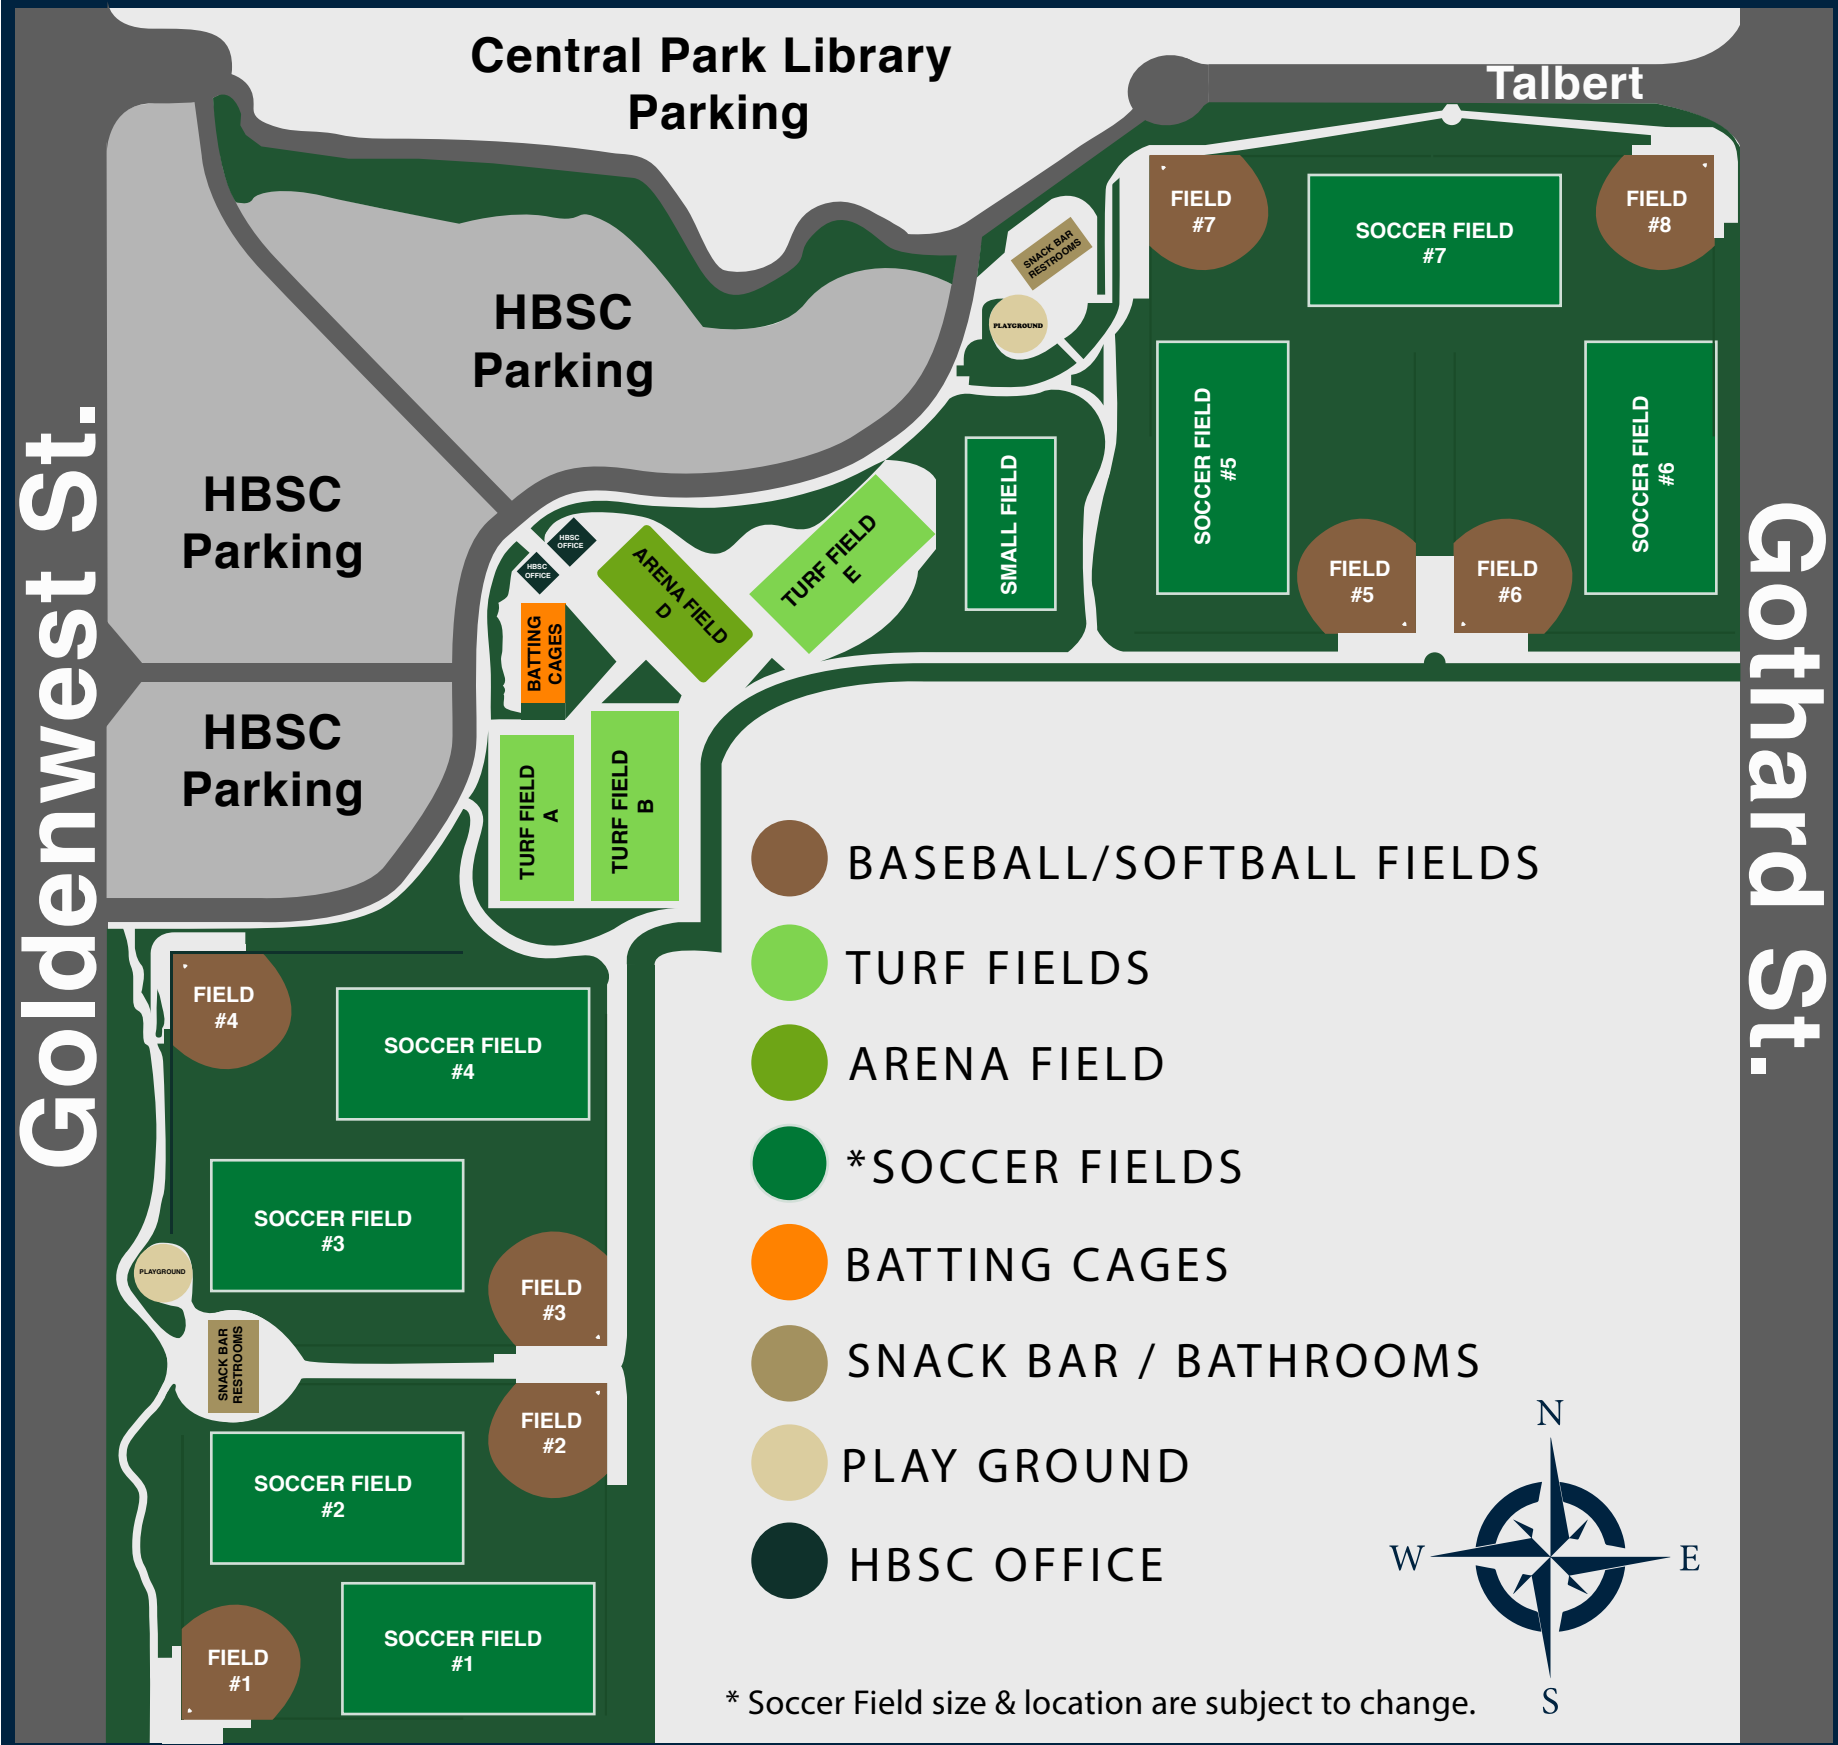 Central Park Library
Parking
Talbert
HBSC
Parking
HBSC
Parking
HBSC
Parking
Goldenwest St.
Gothard St.
SNACK BAR
RESTROOMS
PLAYGROUND
FIELD
#7
SOCCER FIELD
#7
FIELD
#8
SOCCER FIELD
#5
SOCCER FIELD
#6
FIELD
#5
FIELD
#6
SMALL FIELD
HBSC
OFFICE
HBSC
OFFICE
ARENA FIELD
D
TURF FIELD
E
BATTING
CAGES
TURF FIELD
A
TURF FIELD
B
FIELD
#4
SOCCER FIELD
#4
SOCCER FIELD
#3
PLAYGROUND
FIELD
#3
SNACK BAR
RESTROOMS
FIELD
#2
SOCCER FIELD
#2
SOCCER FIELD
#1
FIELD
#1
BASEBALL/SOFTBALL FIELDS
TURF FIELDS
ARENA FIELD
*SOCCER FIELDS
BATTING CAGES
SNACK BAR / BATHROOMS
PLAY GROUND
HBSC OFFICE
N
W
E
S
* Soccer Field size & location are subject to change.